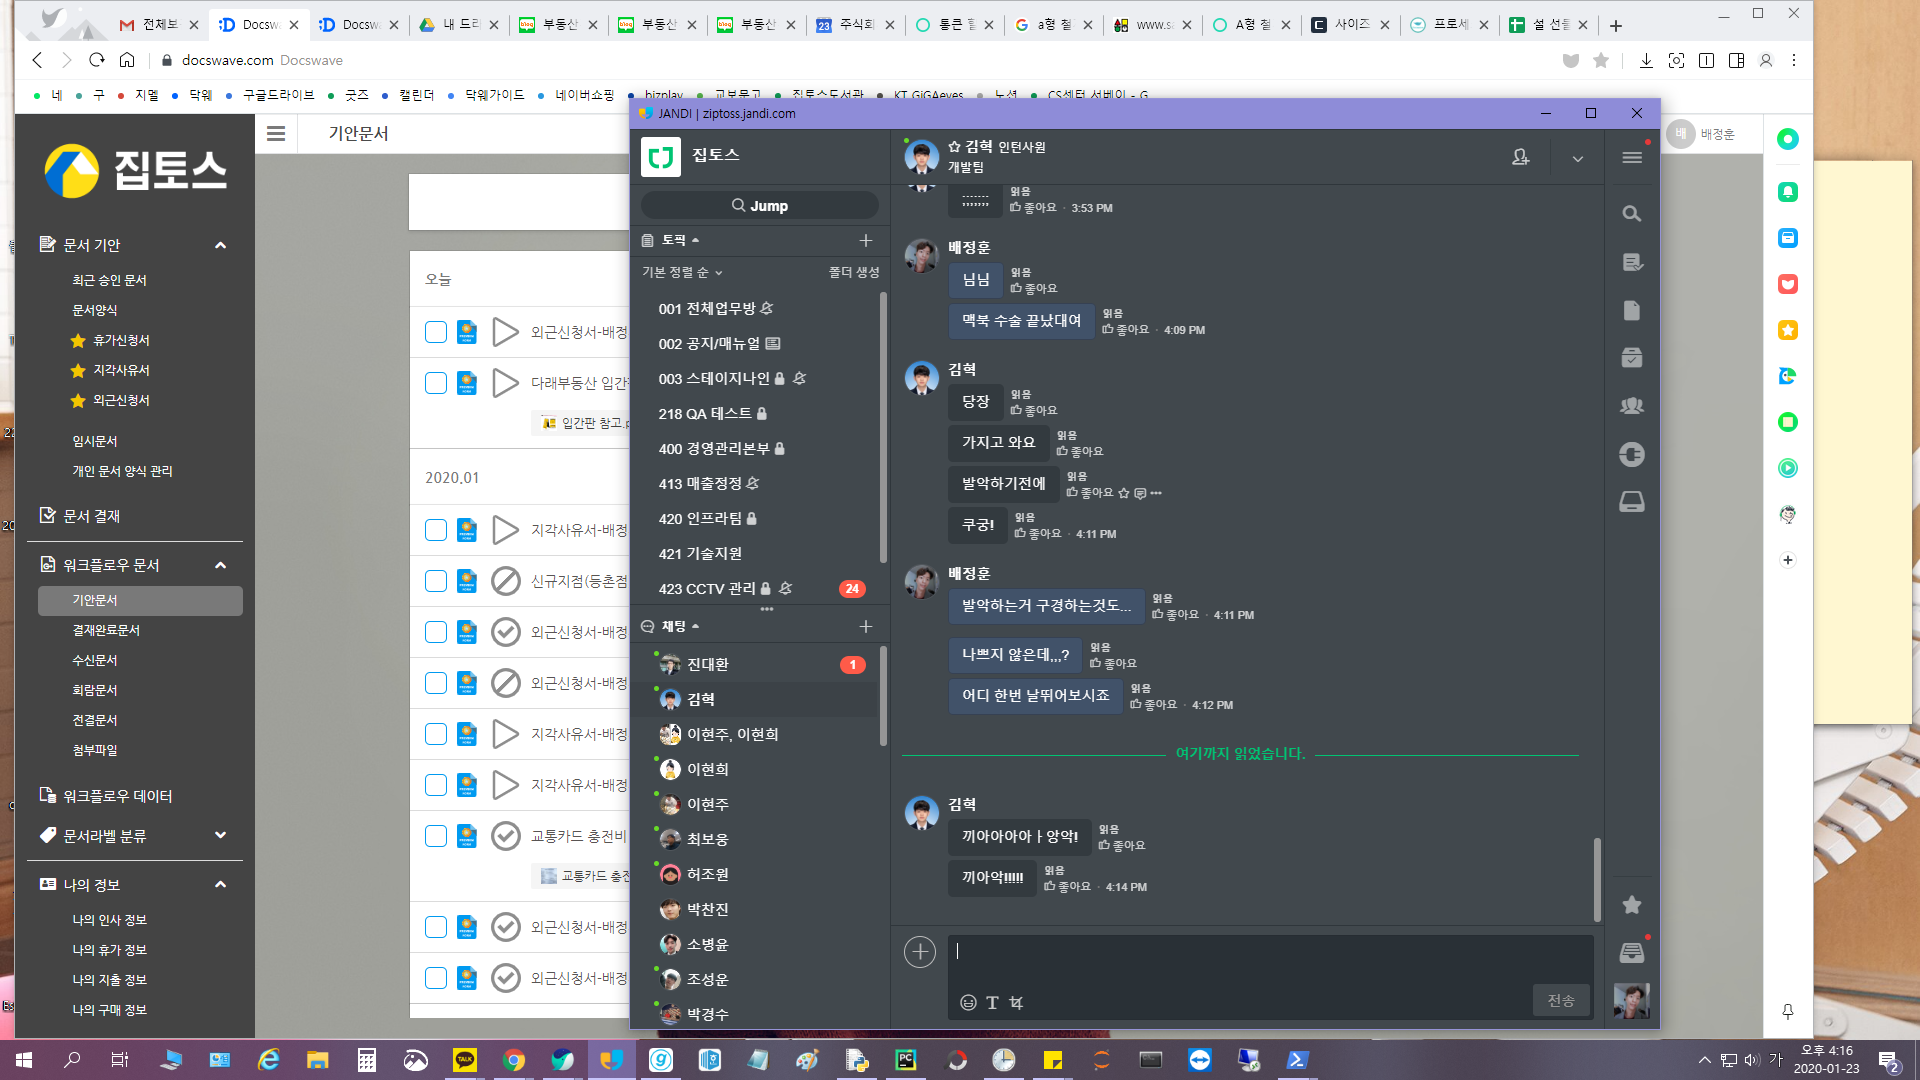 전체보
Docsw
Docsw
내 드리
부동산
부동산
부동산
주식회
통큰 힐
a형 철
www.sc
A형 철
사이즈
프로세
설 선물
docswave.com Docswave
네
구
지멜
닥웨
구글드라이브
굿즈
캘린더
닥웨가이드
네이버쇼핑
bizplay
교보문고
집토스도서관
KT GiGAeyes
노션
CS센터 서베이 - G
집토스
문서 기안
최근 승인 문서
문서양식
휴가신청서
지각사유서
외근신청서
임시문서
개인 문서 양식 관리
문서 결재
워크플로우 문서
기안문서
결재완료문서
수신문서
회람문서
전결문서
첨부파일
워크플로우 데이터
문서라벨 분류
나의 정보
나의 인사 정보
나의 휴가 정보
나의 지출 정보
나의 구매 정보
기안문서
배 배정훈
오늘
외근신청서-배정
다래부동산 입간
입간판 참고.p
2020.01
지각사유서-배정
신규지점(등촌점
외근신청서-배정
외근신청서-배정
지각사유서-배정
지각사유서-배정
교통카드 충전비
교통카드 충전
외근신청서-배정
외근신청서-배정
JANDI | ziptoss.jandi.com
집토스
Jump
토픽
기본 정렬 순
폴더 생성
001 전체업무방
002 공지/매뉴얼
003 스테이지나인
218 QA 테스트
400 경영관리본부
413 매출정정
420 인프라팀
421 기술지원
423 CCTV 관리 24
채팅
진대환 1
김혁
이현주, 이현희
이현희
이현주
최보웅
허조원
박찬진
소병윤
조성운
박경수
김혁 인턴사원
개발팀
;;;;;;;
읽음
좋아요 · 3:53 PM
배정훈
님님
읽음
좋아요
맥북 수술 끝났대여
읽음
좋아요 · 4:09 PM
김혁
당장
읽음
좋아요
가지고 와요
읽음
좋아요
발악하기전에
읽음
좋아요
쿠궁!
읽음
좋아요 · 4:11 PM
배정훈
발악하는거 구경하는것도...
읽음
좋아요 · 4:11 PM
나쁘지 않은데,,,?
읽음
좋아요
어디 한번 날뛰어보시죠
읽음
좋아요 · 4:12 PM
여기까지 읽었습니다.
김혁
끼아아아아ㅏ앙악!
읽음
좋아요
끼아악!!!!!
읽음
좋아요 · 4:14 PM
전송
가
오후 4:16
2020-01-23
2